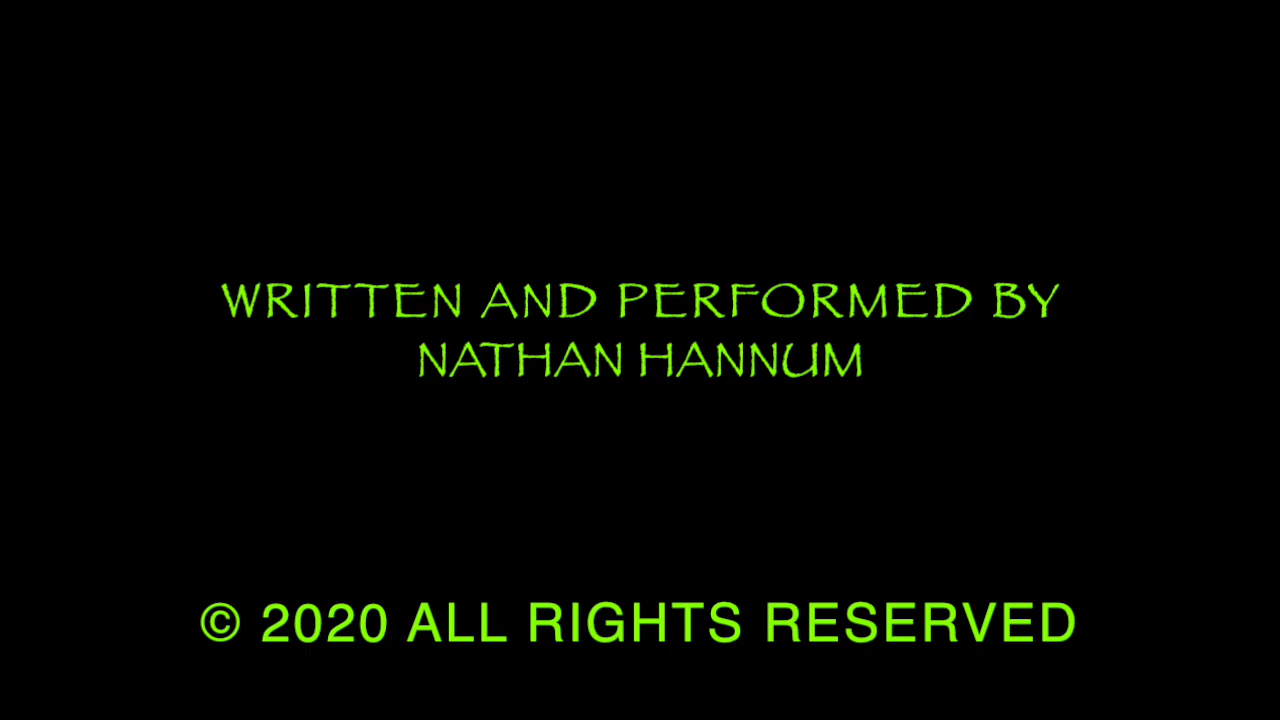 WRITTEN AND PERFORMED BY
NATHAN HANNUM
© 2020 ALL RIGHTS RESERVED